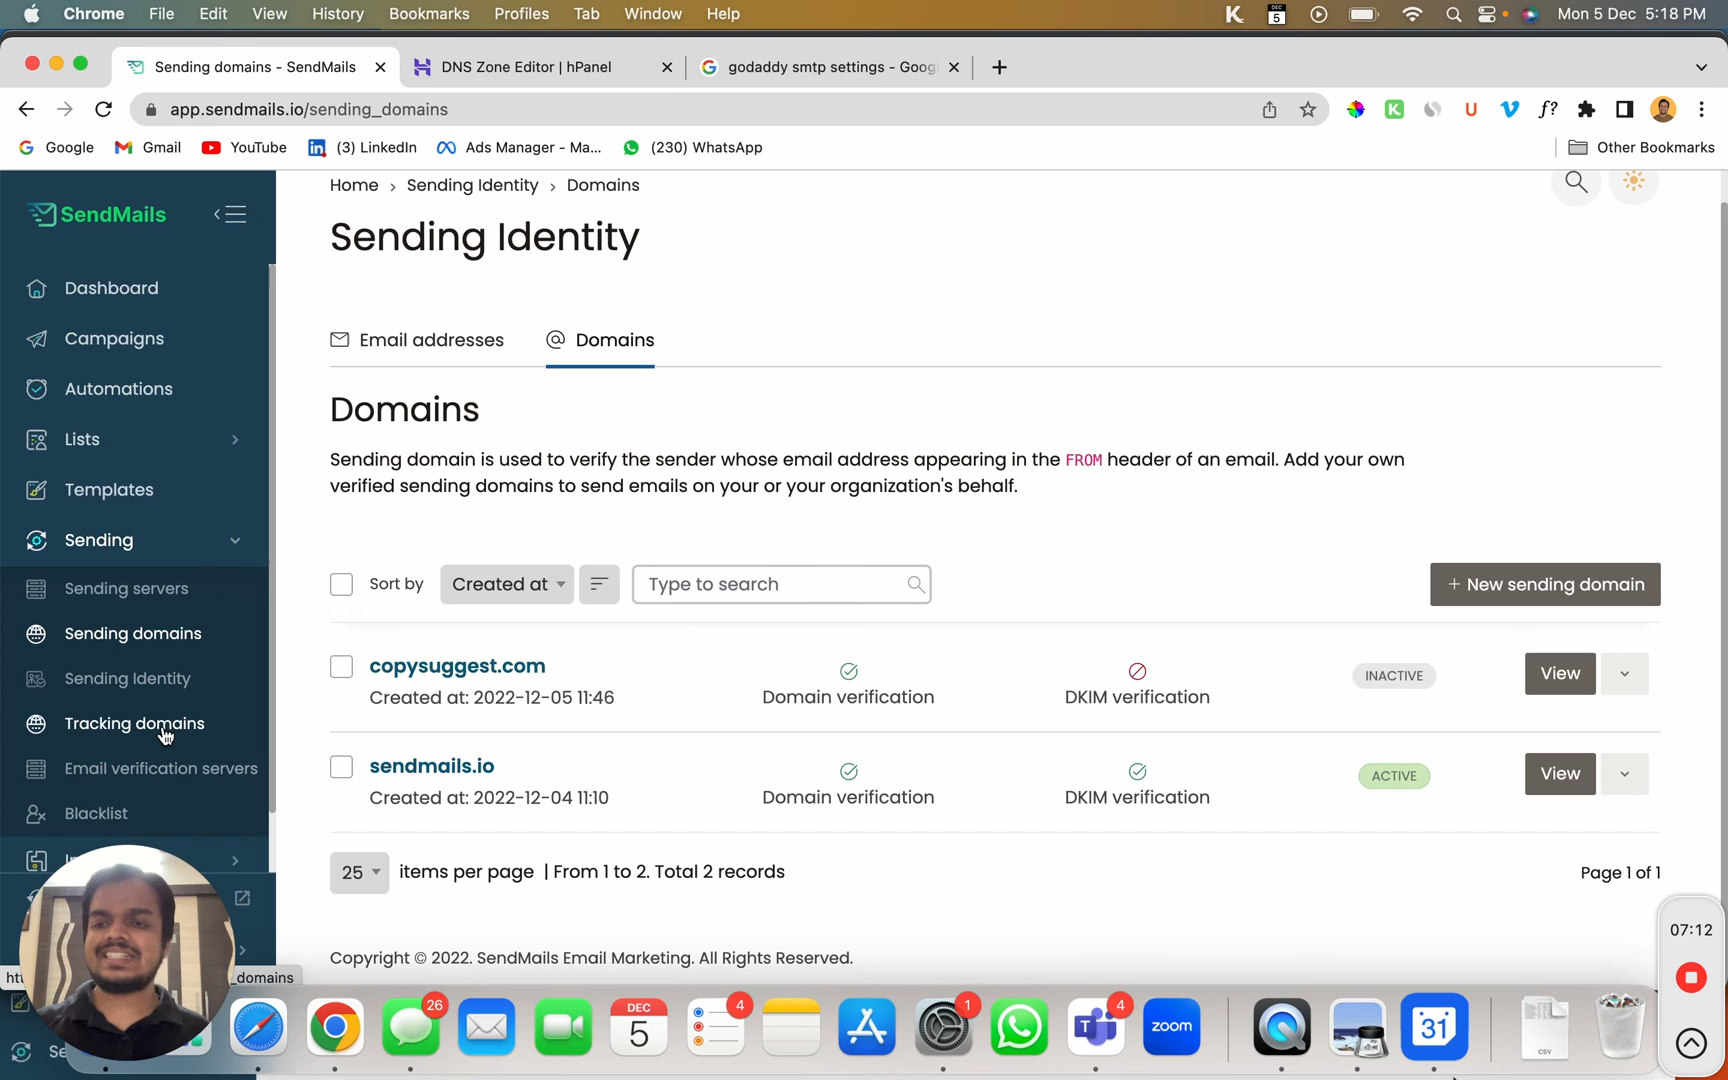 Chrome File Edit View History Bookmarks Profiles Tab Window Help
DEC 5
Mon 5 Dec 5:18 PM
Sending domains - SendMails
DNS Zone Editor | hPanel
godaddy smtp settings - Goog
app.sendmails.io/sending_domains
Google Gmail YouTube (3) LinkedIn Ads Manager - Ma... (230) WhatsApp Other Bookmarks
SendMails
Dashboard
Campaigns
Automations
Lists
Templates
Sending
Sending servers
Sending domains
Sending Identity
Tracking domains
Email verification servers
Blacklist
Home > Sending Identity > Domains
Sending Identity
Email addresses Domains
Domains
Sending domain is used to verify the sender whose email address appearing in the FROM header of an email. Add your own
verified sending domains to send emails on your or your organization's behalf.
Sort by Created at Type to search + New sending domain
copysuggest.com
Created at: 2022-12-05 11:46
Domain verification DKIM verification INACTIVE View
sendmails.io
Created at: 2022-12-04 11:10
Domain verification DKIM verification ACTIVE View
25 items per page | From 1 to 2. Total 2 records Page 1 of 1
Copyright © 2022. SendMails Email Marketing. All Rights Reserved.
07:12
_domains
26
DEC
5
4
1
4
zoom
31
CSV